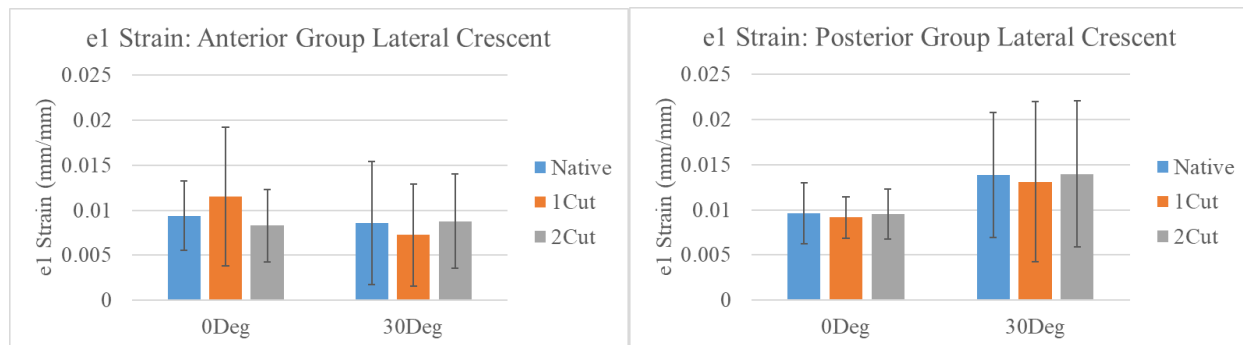 e1 Strain: Anterior Group Lateral Crescent
e1 Strain (mm/mm)
0.025
0.02
0.015
0.01
0.005
0
0Deg
30Deg
Native
1Cut
2Cut
e1 Strain: Posterior Group Lateral Crescent
e1 Strain (mm/mm)
0.025
0.02
0.015
0.01
0.005
0
0Deg
30Deg
Native
1Cut
2Cut